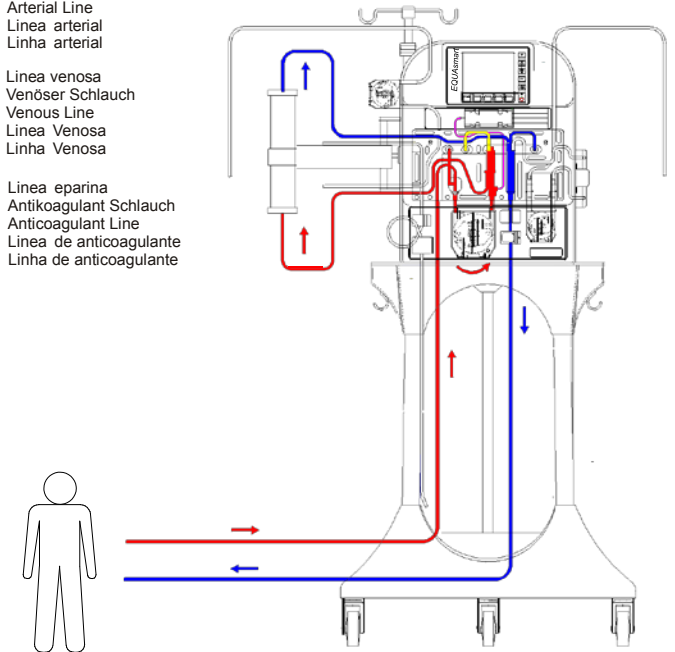 Arterial Line
Linea arterial
Linha arterial
Linea venosa
Venöser Schlauch
Venous Line
Linea Venosa
Linha Venosa
Linea eparina
Antikoagulant Schlauch
Anticoagulant Line
Linea de anticoagulante
Linha de anticoagulante
EQUAsmart